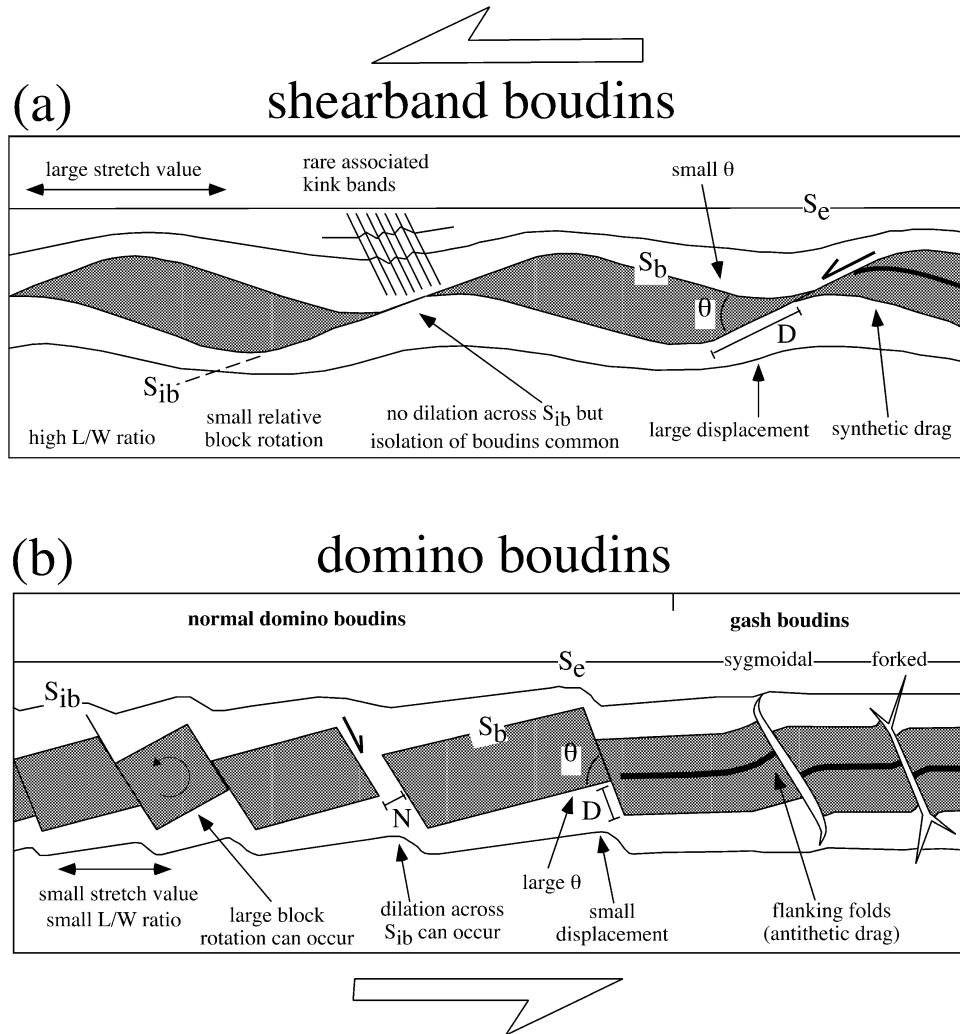 (a)
shearband boudins
large stretch value
rare associated
kink bands
small θ
Se
Sb
θ
D
Sib
high L/W ratio
small relative
block rotation
no dilation across Sib but
isolation of boudins common
large displacement
synthetic drag
(b)
domino boudins
normal domino boudins
gash boudins
Se
sygmoidal
forked
Sib
Sb
θ
N
D
small stretch value
small L/W ratio
large block
rotation can occur
dilation across
Sib can occur
large θ
small
displacement
flanking folds
(antithetic drag)